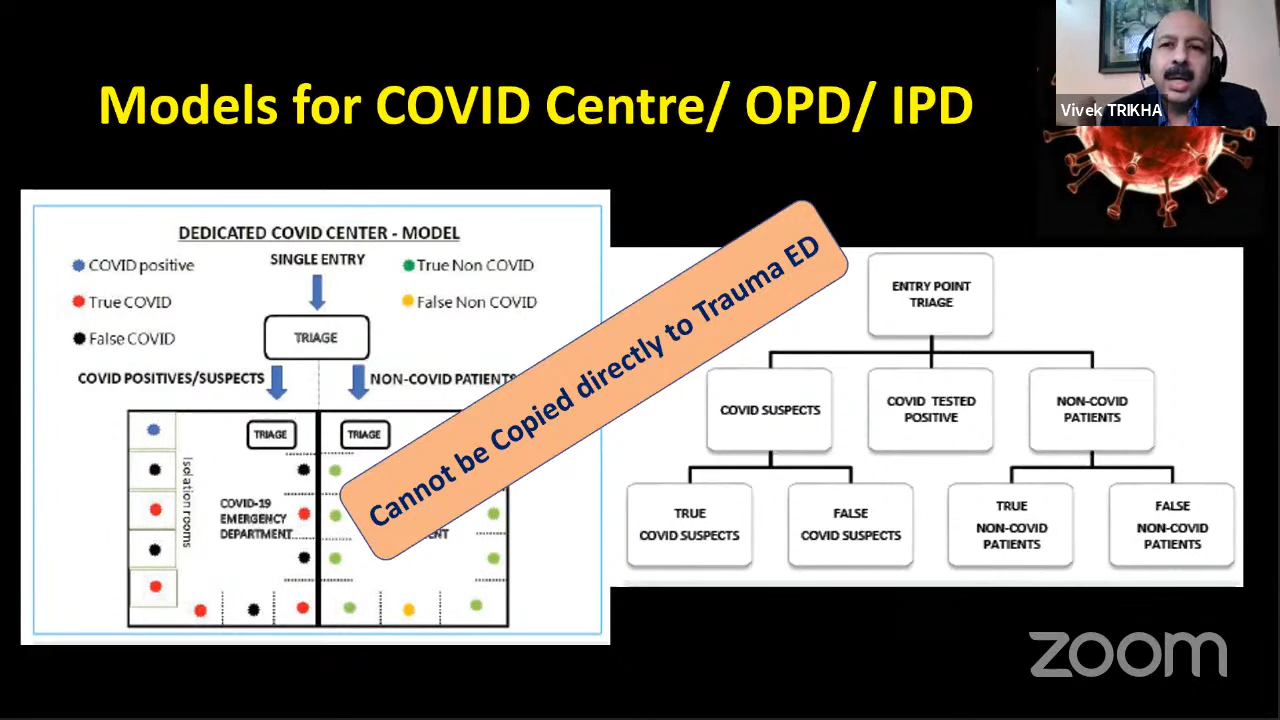 Models for COVID Centre/ OPD/ IPD
Vivek TRIKHA
DEDICATED COVID CENTER - MODEL
COVID positive
SINGLE ENTRY
True Non COVID
True COVID
False Non COVID
False COVID
TRIAGE
COVID POSITIVES/SUSPECTS
NON-COVID PATIENTS
TRIAGE
TRIAGE
Isolation rooms
COVID-19
EMERGENCY
DEPARTMENT
Cannot be Copied directly to Trauma ED
ENTRY POINT
TRIAGE
COVID SUSPECTS
COVID TESTED
POSITIVE
NON-COVID
PATIENTS
TRUE
COVID SUSPECTS
FALSE
COVID SUSPECTS
TRUE
NON-COVID
PATIENTS
FALSE
NON-COVID
PATIENTS
zoom